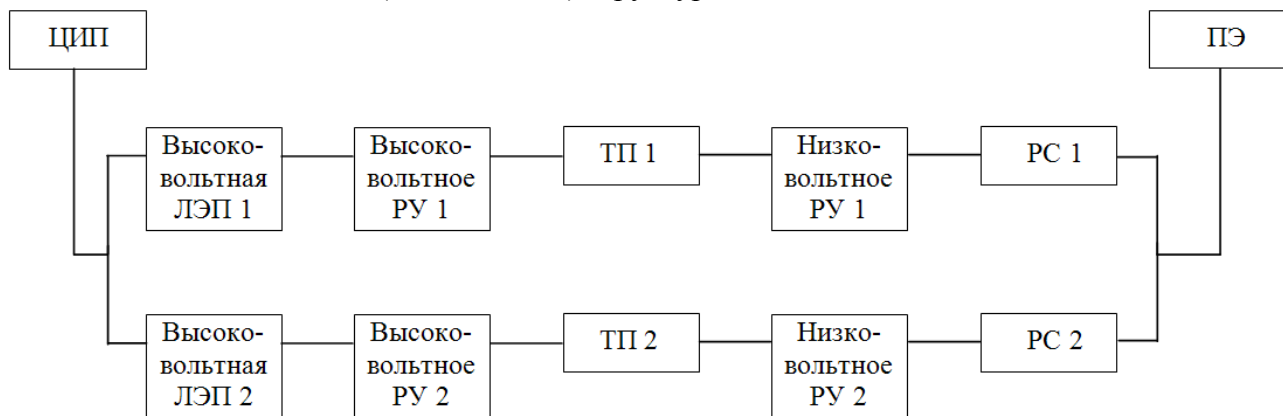 ЦИП
ПЭ
Высоко-
вольтная
ЛЭП 1
Высоко-
вольтное
РУ 1
ТП 1
Низко-
вольтное
РУ 1
РС 1
Высоко-
вольтная
ЛЭП 2
Высоко-
вольтное
РУ 2
ТП 2
Низко-
вольтное
РУ 2
РС 2